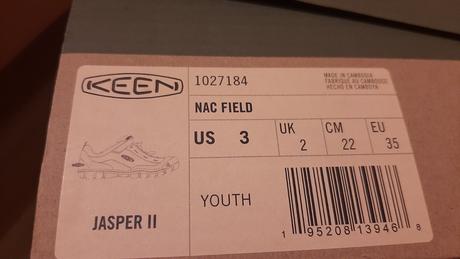 KEEN
1027184
MADE IN CAMBODIA
FABRIQUÉ AU CAMBODGE
HECHO EN CAMBOYA
NAC FIELD
US 3
UK 2
CM 22
EU 35
YOUTH
JASPER II
1 95208 13946 8